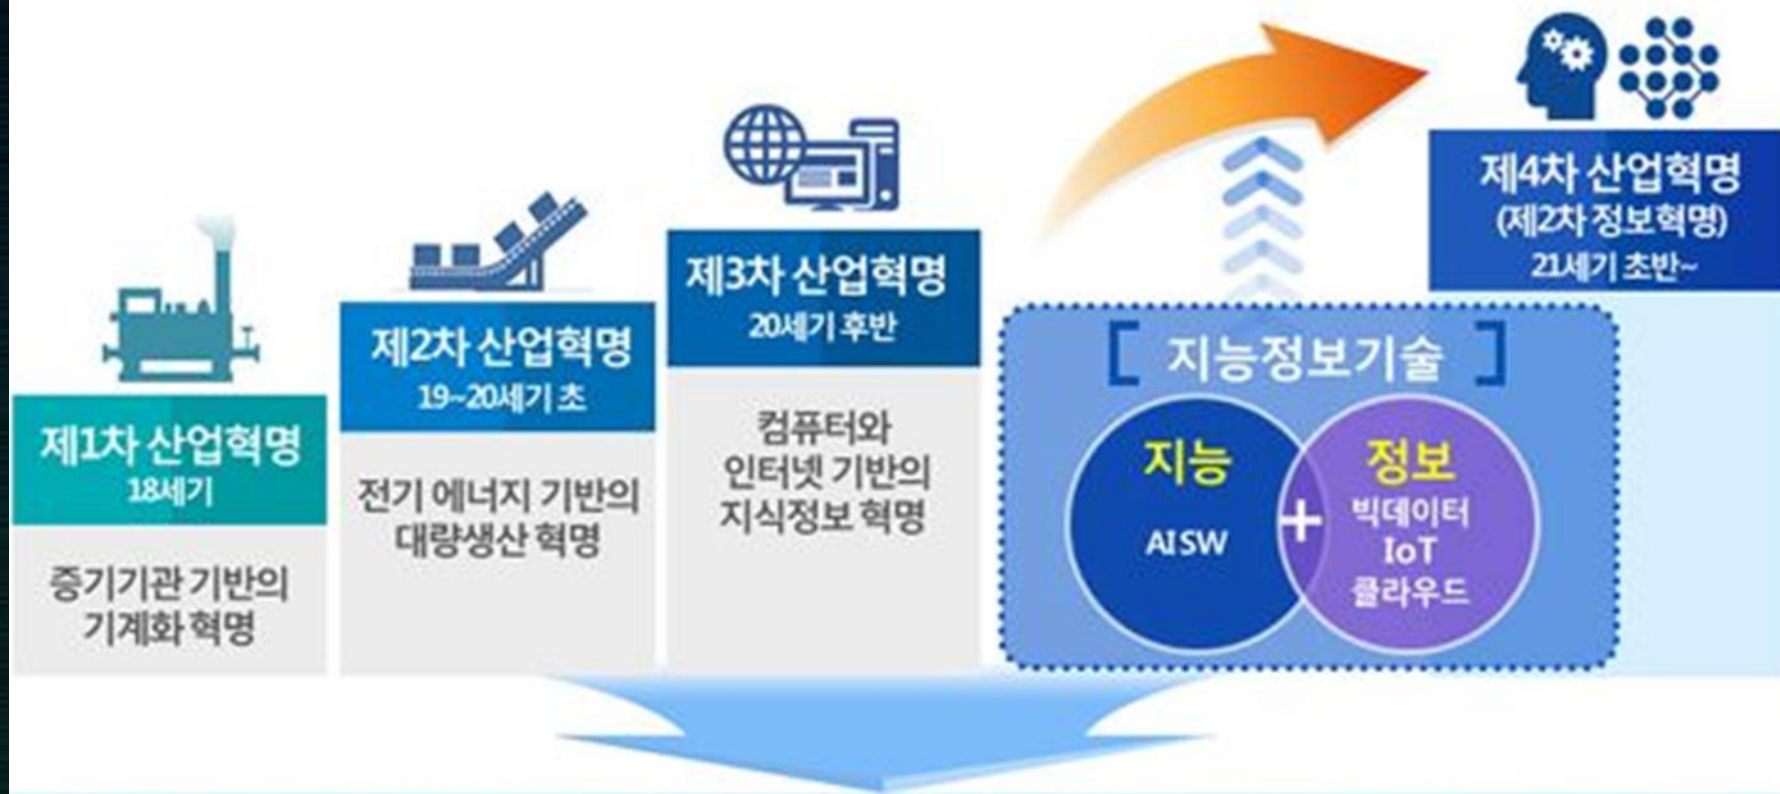 제1차 산업혁명
18세기
증기기관 기반의
기계화 혁명
제2차 산업혁명
19~20세기 초
전기 에너지 기반의
대량생산 혁명
제3차 산업혁명
20세기 후반
컴퓨터와
인터넷 기반의
지식정보 혁명
[ 지능정보기술 ]
지능
AI SW
+
정보
빅데이터
IoT
클라우드
제4차 산업혁명
(제2차 정보혁명)
21세기 초반~